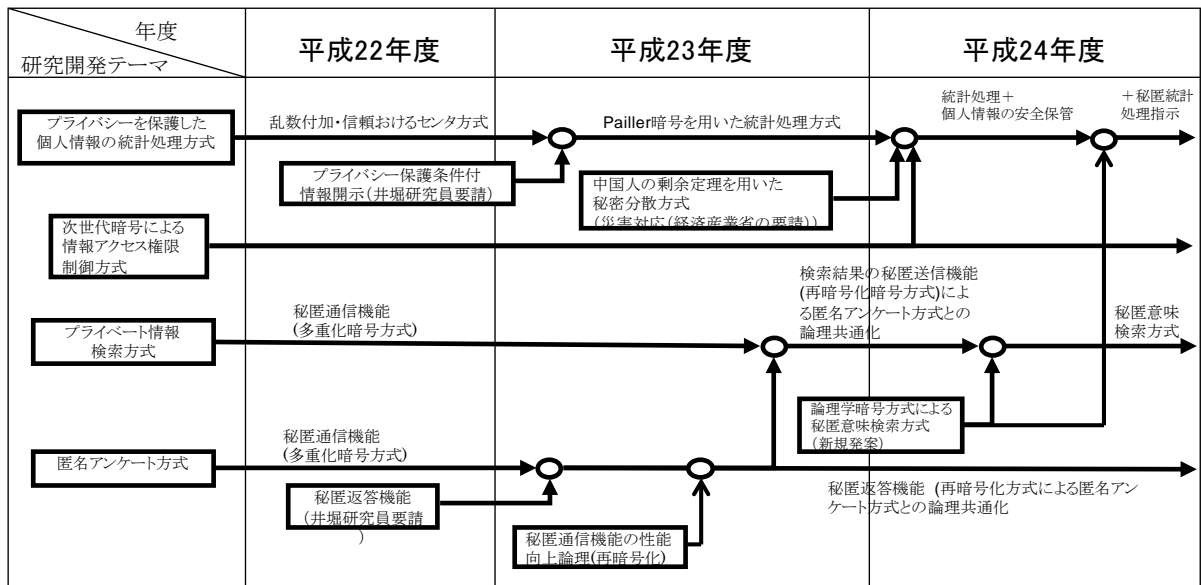 年度
研究開発テーマ
平成22年度
平成23年度
平成24年度
プライバシーを保護した
個人情報の統計処理方式
乱数付加・信頼おけるセンタ方式
Pailler暗号を用いた統計処理方式
統計処理＋
個人情報の安全保管
＋秘匿統計
処理指示
プライバシー保護条件付
情報開示(井堀研究員要請)
中国人の剰余定理を用いた
秘密分散方式
(災害対応(経済産業省の要請))
次世代暗号による
情報アクセス権限
制御方式
検索結果の秘匿送信機能
(再暗号化暗号方式)によ
る匿名アンケート方式との
論理共通化
秘匿通信機能
(多重化暗号方式)
秘匿意味
検索方式
プライベート情報
検索方式
論理学暗号方式による
秘匿意味検索方式
(新規発案)
秘匿通信機能
(多重化暗号方式)
匿名アンケート方式
秘匿返答機能
(井堀研究員要請
)
秘匿返答機能 (再暗号化方式による匿名アン
ケート方式との論理共通化
秘匿通信機能の性能
向上論理(再暗号化)